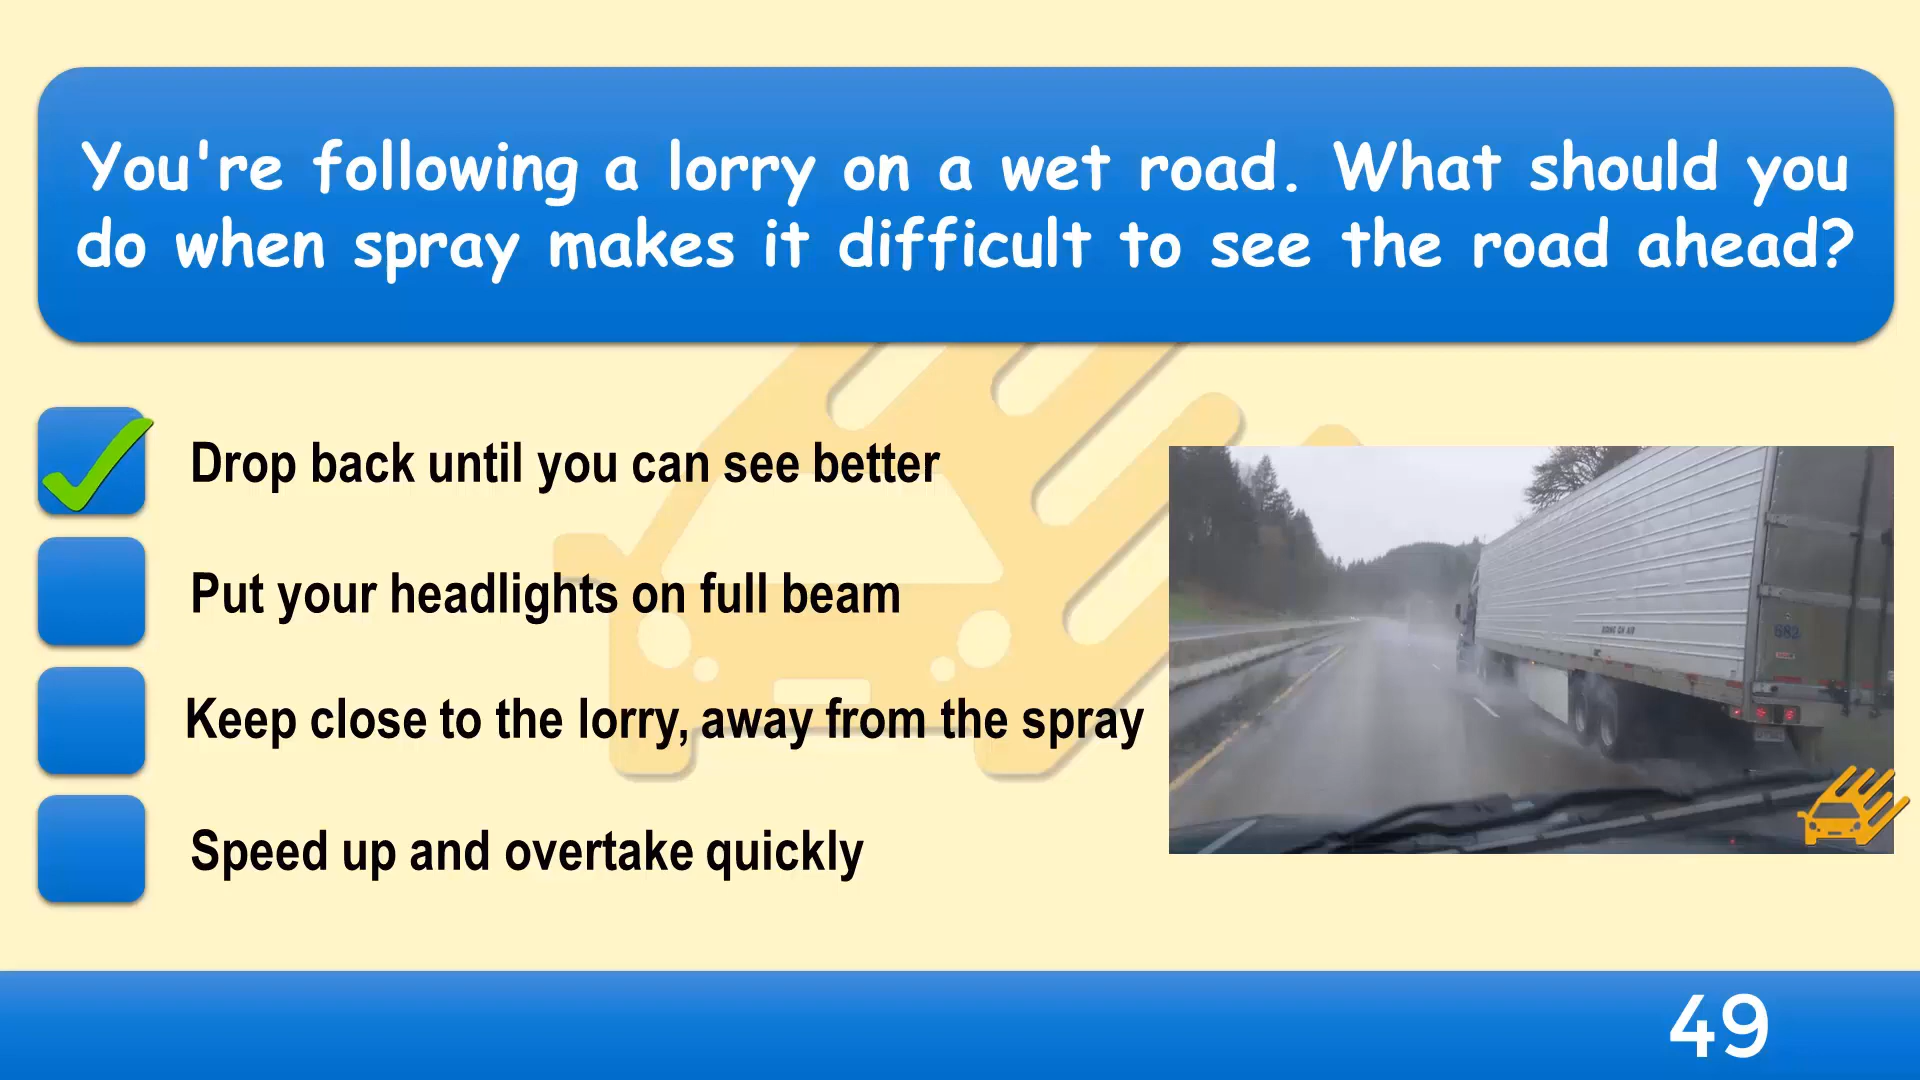 You're following a lorry on a wet road. What should you
do when spray makes it difficult to see the road ahead?
Drop back until you can see better
Put your headlights on full beam
Keep close to the lorry, away from the spray
Speed up and overtake quickly
682
49